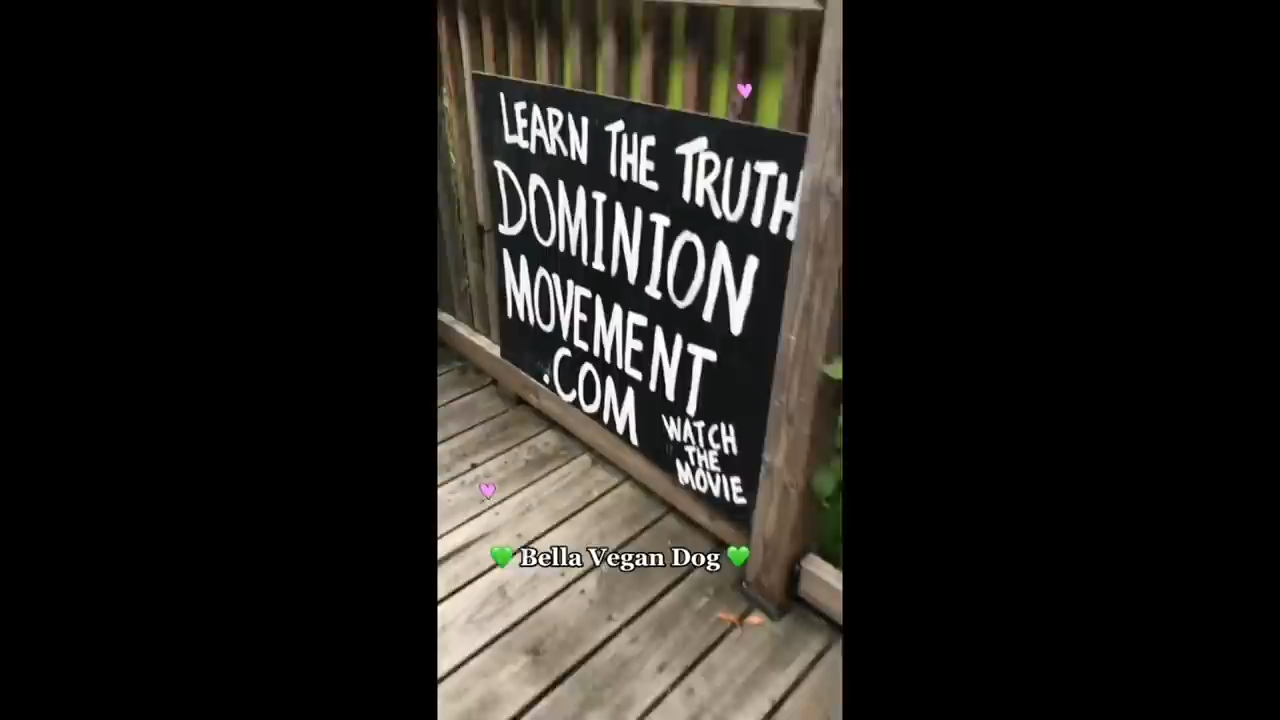 LEARN THE TRUTH
DOMINION
MOVEMENT
.COM
WATCH
THE
MOVIE
💚 Bella Vegan Dog 💚